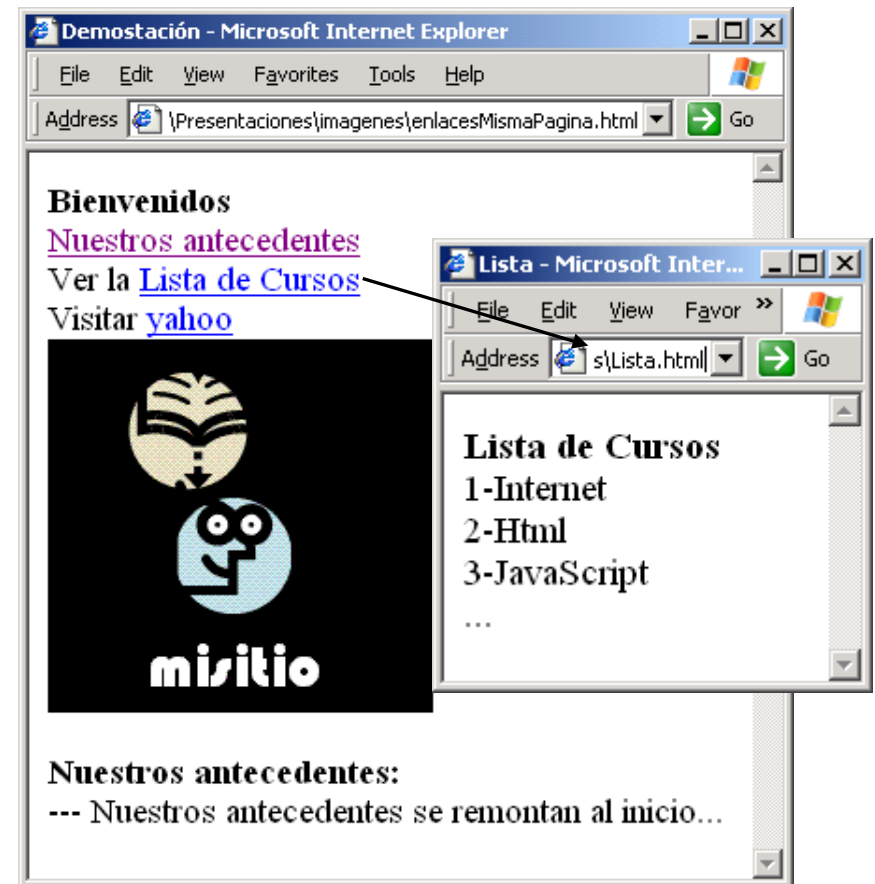 Demostación - Microsoft Internet Explorer
File Edit View Favorites Tools Help
Address \Presentaciones\imagenes\enlacesMismaPagina.html Go
Bienvenidos
Nuestros antecedentes
Ver la Lista de Cursos
Visitar yahoo
misitio
Nuestros antecedentes:
--- Nuestros antecedentes se remontan al inicio...
Lista - Microsoft Inter...
File Edit View Favor »
Address s\Lista.html Go
Lista de Cursos
1-Internet
2-Html
3-JavaScript
...